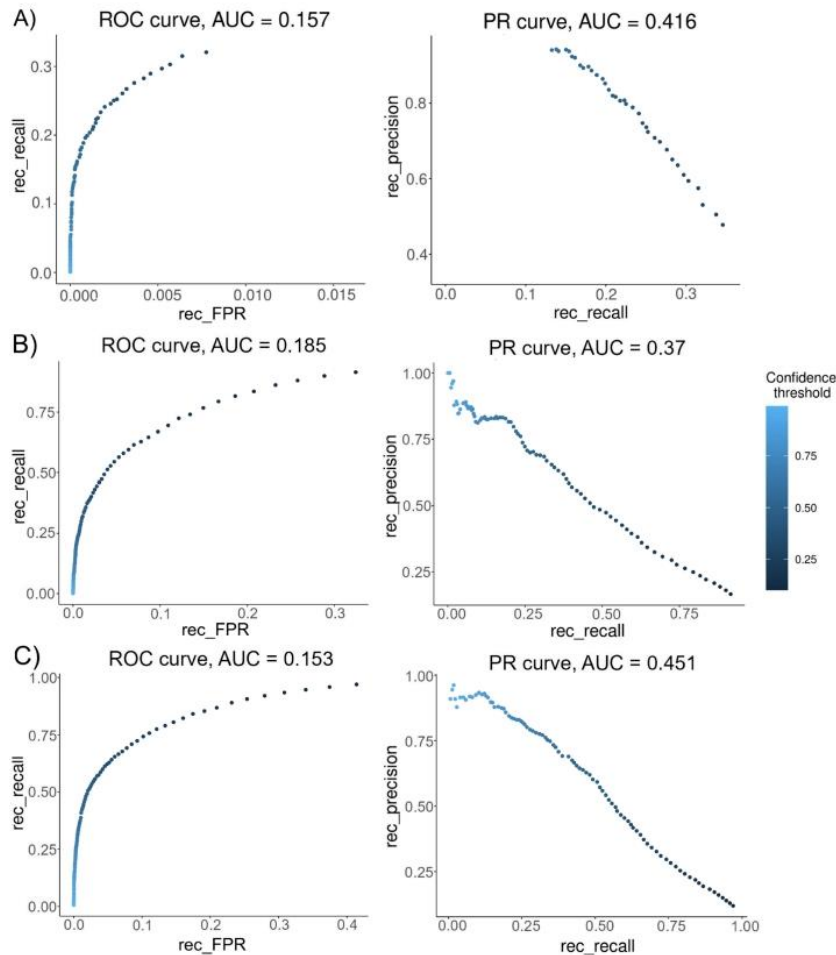 A)
ROC curve, AUC = 0.157
rec_recall
0.3
0.2
0.1
0.0
0.000 0.005 0.010 0.015
rec_FPR
PR curve, AUC = 0.416
rec_precision
0.8
0.6
0.4
0.0 0.1 0.2 0.3
rec_recall
B)
ROC curve, AUC = 0.185
rec_recall
0.75
0.50
0.25
0.00
0.0 0.1 0.2 0.3
rec_FPR
PR curve, AUC = 0.37
rec_precision
1.00
0.75
0.50
0.25
0.00 0.25 0.50 0.75
rec_recall
Confidence
threshold
0.75
0.50
0.25
C)
ROC curve, AUC = 0.153
rec_recall
1.00
0.75
0.50
0.25
0.00
0.0 0.1 0.2 0.3 0.4
rec_FPR
PR curve, AUC = 0.451
rec_precision
1.00
0.75
0.50
0.25
0.00 0.25 0.50 0.75 1.00
rec_recall